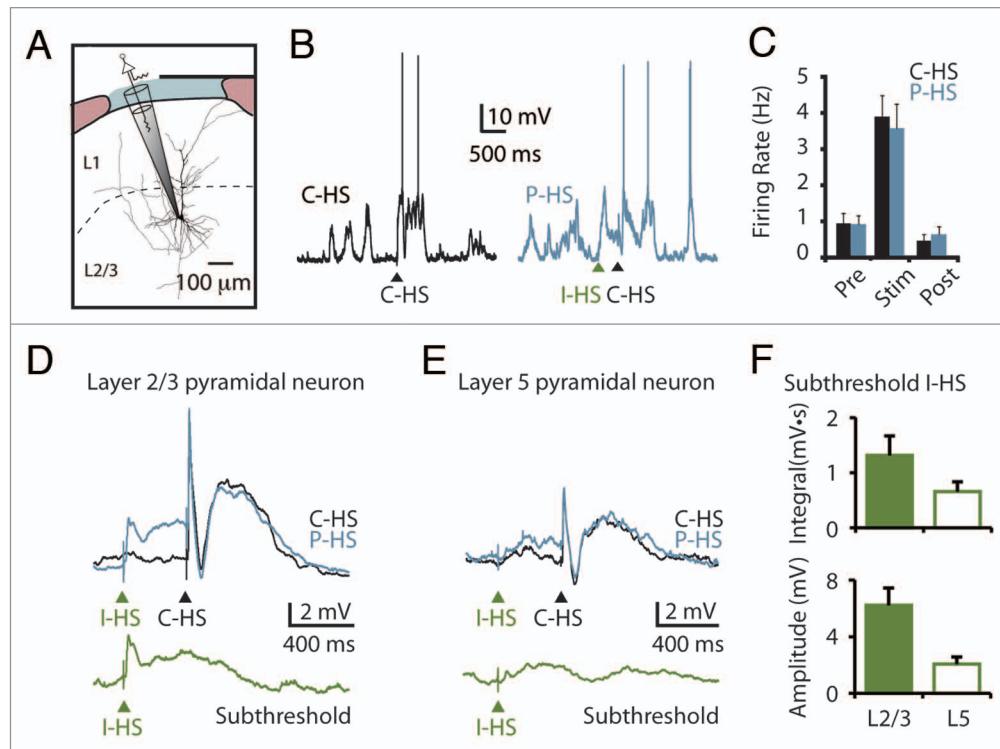 A
L1
L2/3
100 µm
B
10 mV
500 ms
C-HS
P-HS
C-HS
I-HS C-HS
C
C-HS
P-HS
Firing Rate (Hz)
5
4
3
2
1
0
Pre
Stim
Post
D
Layer 2/3 pyramidal neuron
C-HS
P-HS
I-HS
C-HS
2 mV
400 ms
I-HS
Subthreshold
E
Layer 5 pyramidal neuron
C-HS
P-HS
I-HS
C-HS
2 mV
400 ms
I-HS
Subthreshold
F
Subthreshold I-HS
Integral(mV•s)
2
1
0
Amplitude (mV)
8
4
0
L2/3 L5